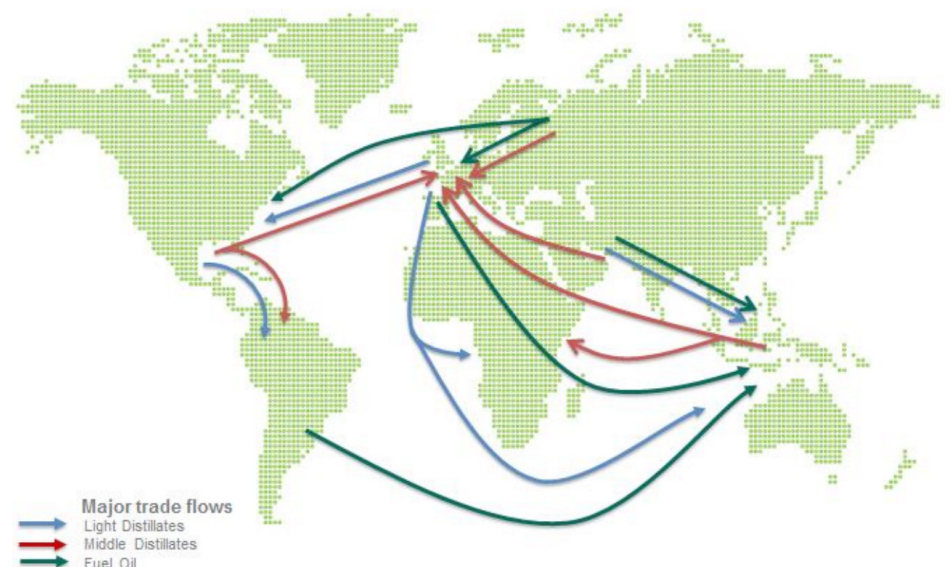 Major trade flows
Light Distillates
Middle Distillates
Fuel Oil